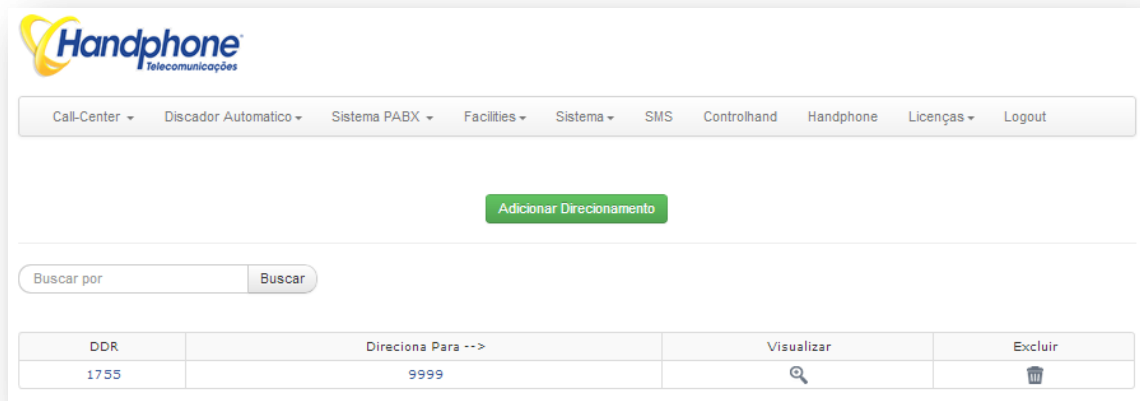 Handphone
Telecomunicações
Call-Center Discador Automatico Sistema PABX Facilities Sistema SMS Controlhand Handphone Licenças Logout
Adicionar Direcionamento
Buscar por Buscar
DDR Direciona Para --> Visualizar Excluir
1755 9999